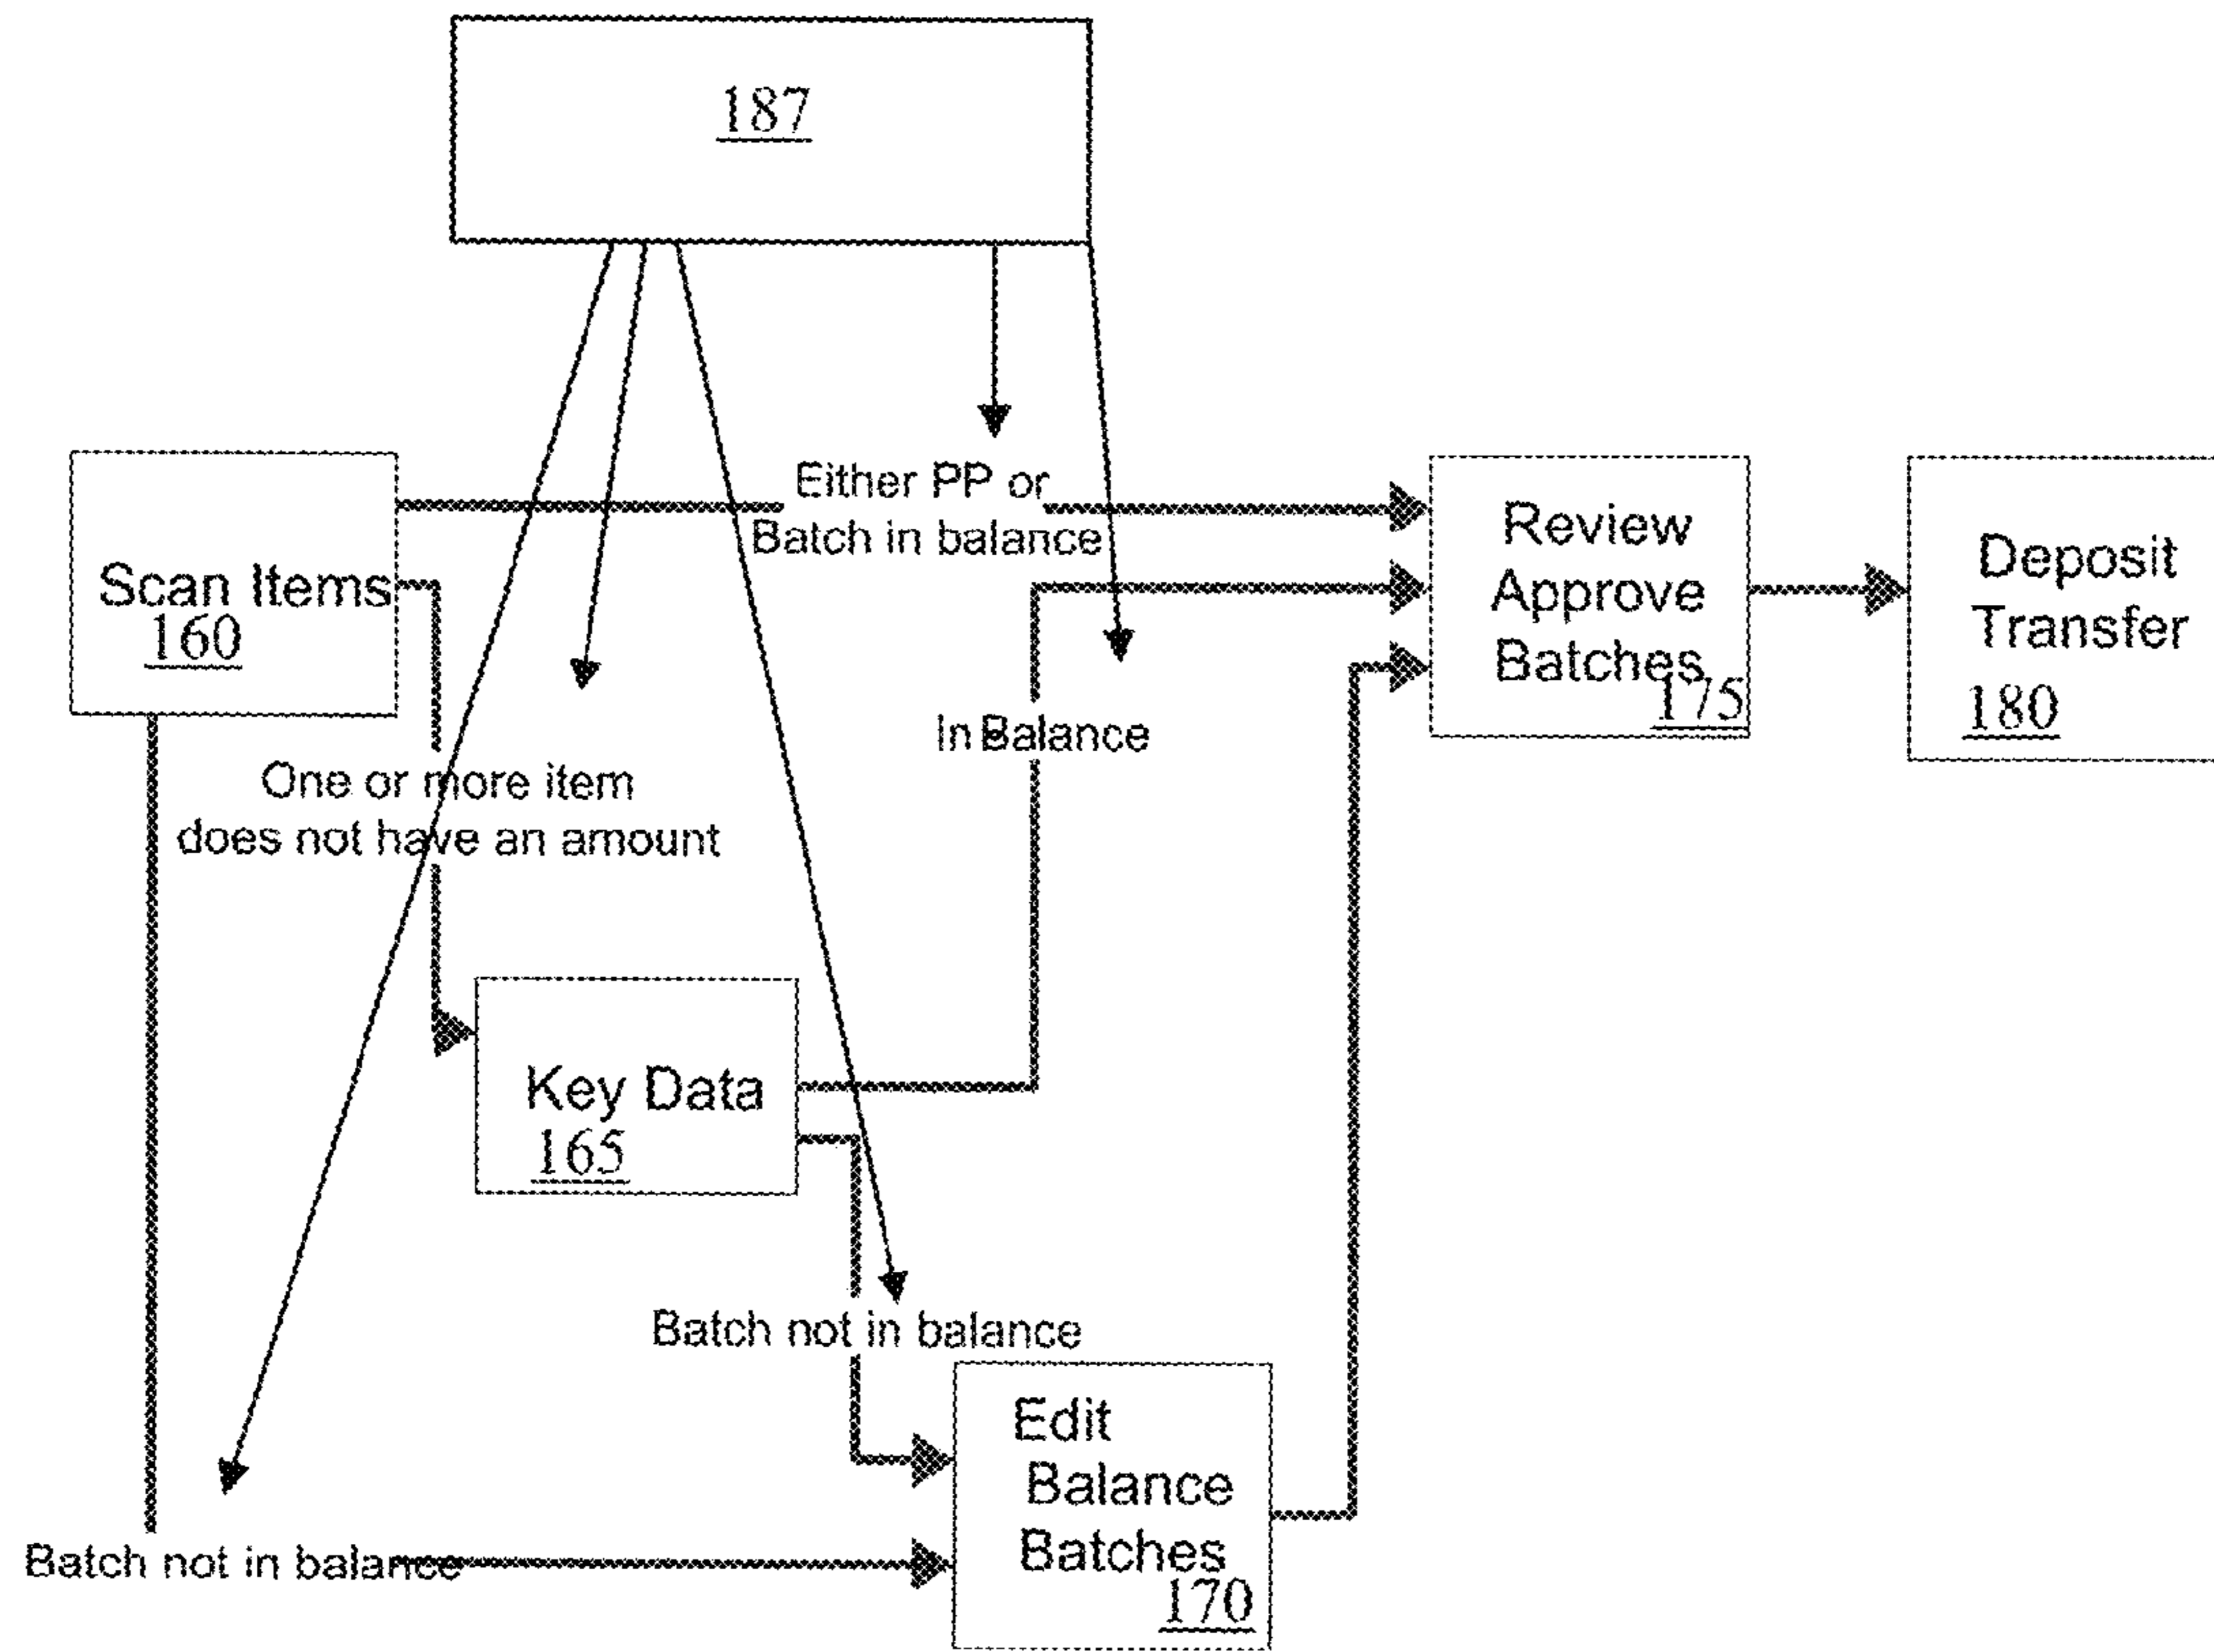 187
Either PP or
Batch in balance
Scan Items
160
Review
Approve
Batches
175
Deposit
Transfer
180
In Balance
One or more item
does not have an amount
Key Data
165
Batch not in balance
Edit
Balance
Batches
170
Batch not in balance